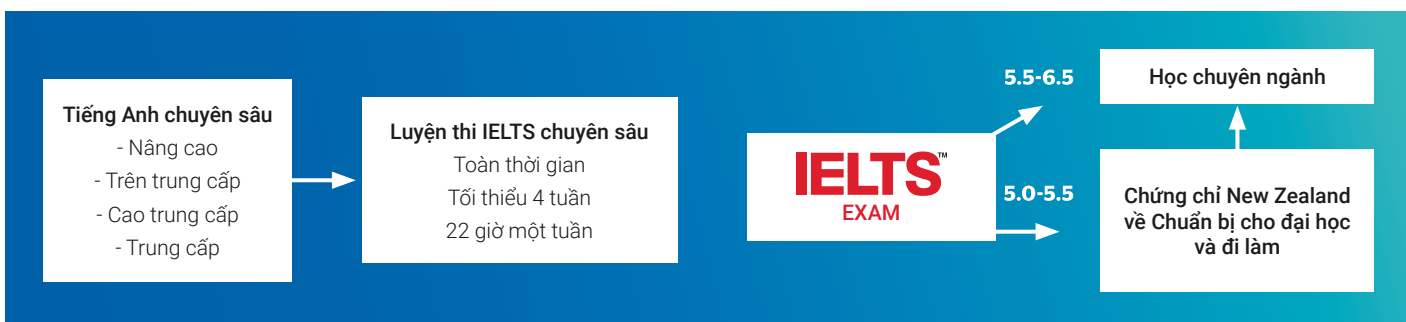 Tiếng Anh chuyên sâu
- Nâng cao
- Trên trung cấp
- Cao trung cấp
- Trung cấp
Luyện thi IELTS chuyên sâu
Toàn thời gian
Tối thiểu 4 tuần
22 giờ một tuần
IELTS™
EXAM
5.5-6.5
Học chuyên ngành
5.0-5.5
Chứng chỉ New Zealand
về Chuẩn bị cho đại học
và đi làm